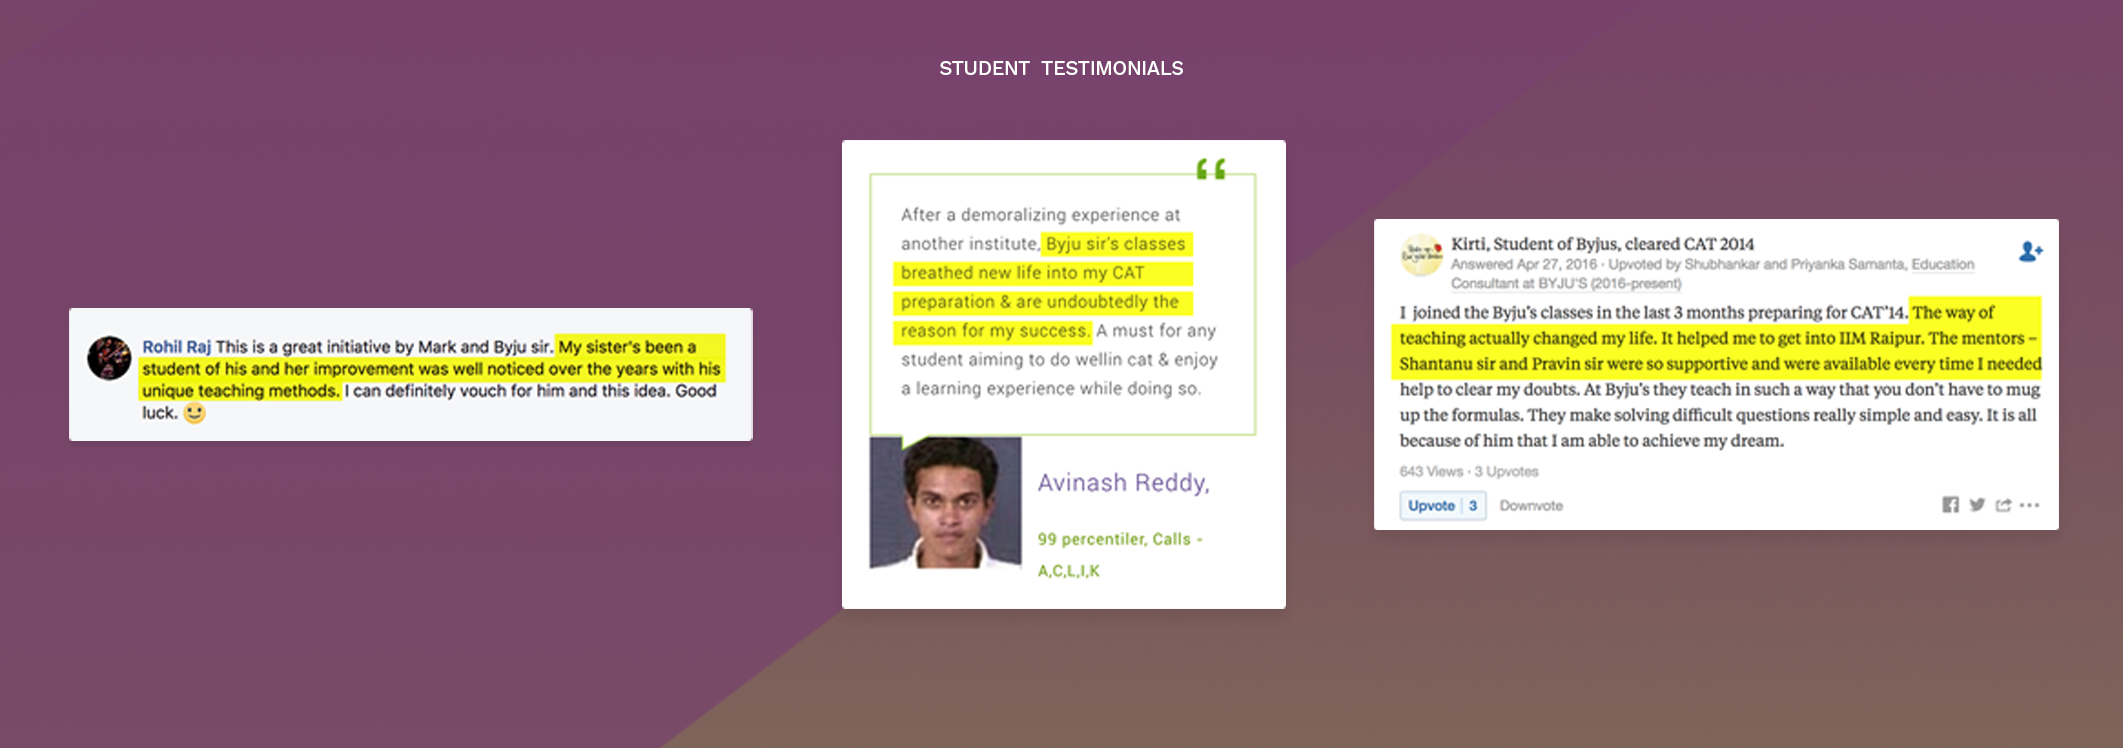 STUDENT TESTIMONIALS
Rohil Raj This is a great initiative by Mark and Byju sir. My sister's been a
student of his and her improvement was well noticed over the years with his
unique teaching methods. I can definitely vouch for him and this idea. Good
luck. 🙂
“
After a demoralizing experience at
another institute, Byju sir's classes
breathed new life into my CAT
preparation & are undoubtedly the
reason for my success. A must for any
student aiming to do wellin cat & enjoy
a learning experience while doing so.
Avinash Reddy,
99 percentiler, Calls -
A,C,L,I,K
Kirti, Student of Byjus, cleared CAT 2014
Answered Apr 27, 2016 · Upvoted by Shubhankar and Priyanka Samanta, Education
Consultant at BYJU'S (2016-present)
I joined the Byju's classes in the last 3 months preparing for CAT'14. The way of
teaching actually changed my life. It helped me to get into IIM Raipur. The mentors –
Shantanu sir and Pravin sir were so supportive and were available every time I needed
help to clear my doubts. At Byju's they teach in such a way that you don't have to mug
up the formulas. They make solving difficult questions really simple and easy. It is all
because of him that I am able to achieve my dream.
643 Views · 3 Upvotes
Upvote | 3 Downvote